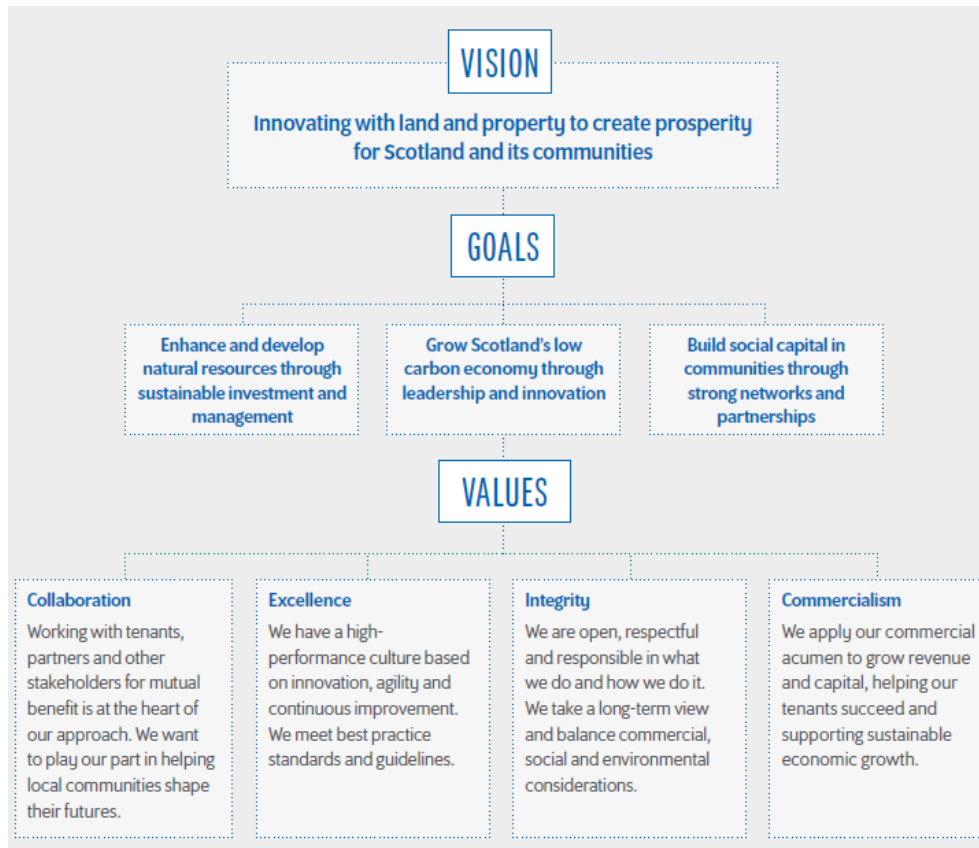 VISION
Innovating with land and property to create prosperity
for Scotland and its communities
GOALS
Enhance and develop
natural resources through
sustainable investment and
management
Grow Scotland's low
carbon economy through
leadership and innovation
Build social capital in
communities through
strong networks and
partnerships
VALUES
Collaboration
Working with tenants,
partners and other
stakeholders for mutual
benefit is at the heart of
our approach. We want
to play our part in helping
local communities shape
their futures.
Excellence
We have a high-
performance culture based
on innovation, agility and
continuous improvement.
We meet best practice
standards and guidelines.
Integrity
We are open, respectful
and responsible in what
we do and how we do it.
We take a long-term view
and balance commercial,
social and environmental
considerations.
Commercialism
We apply our commercial
acumen to grow revenue
and capital, helping our
tenants succeed and
supporting sustainable
economic growth.